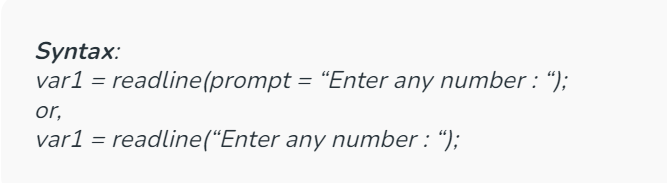 Syntax:
var1 = readline(prompt = “Enter any number : “);
or,
var1 = readline(“Enter any number : “);